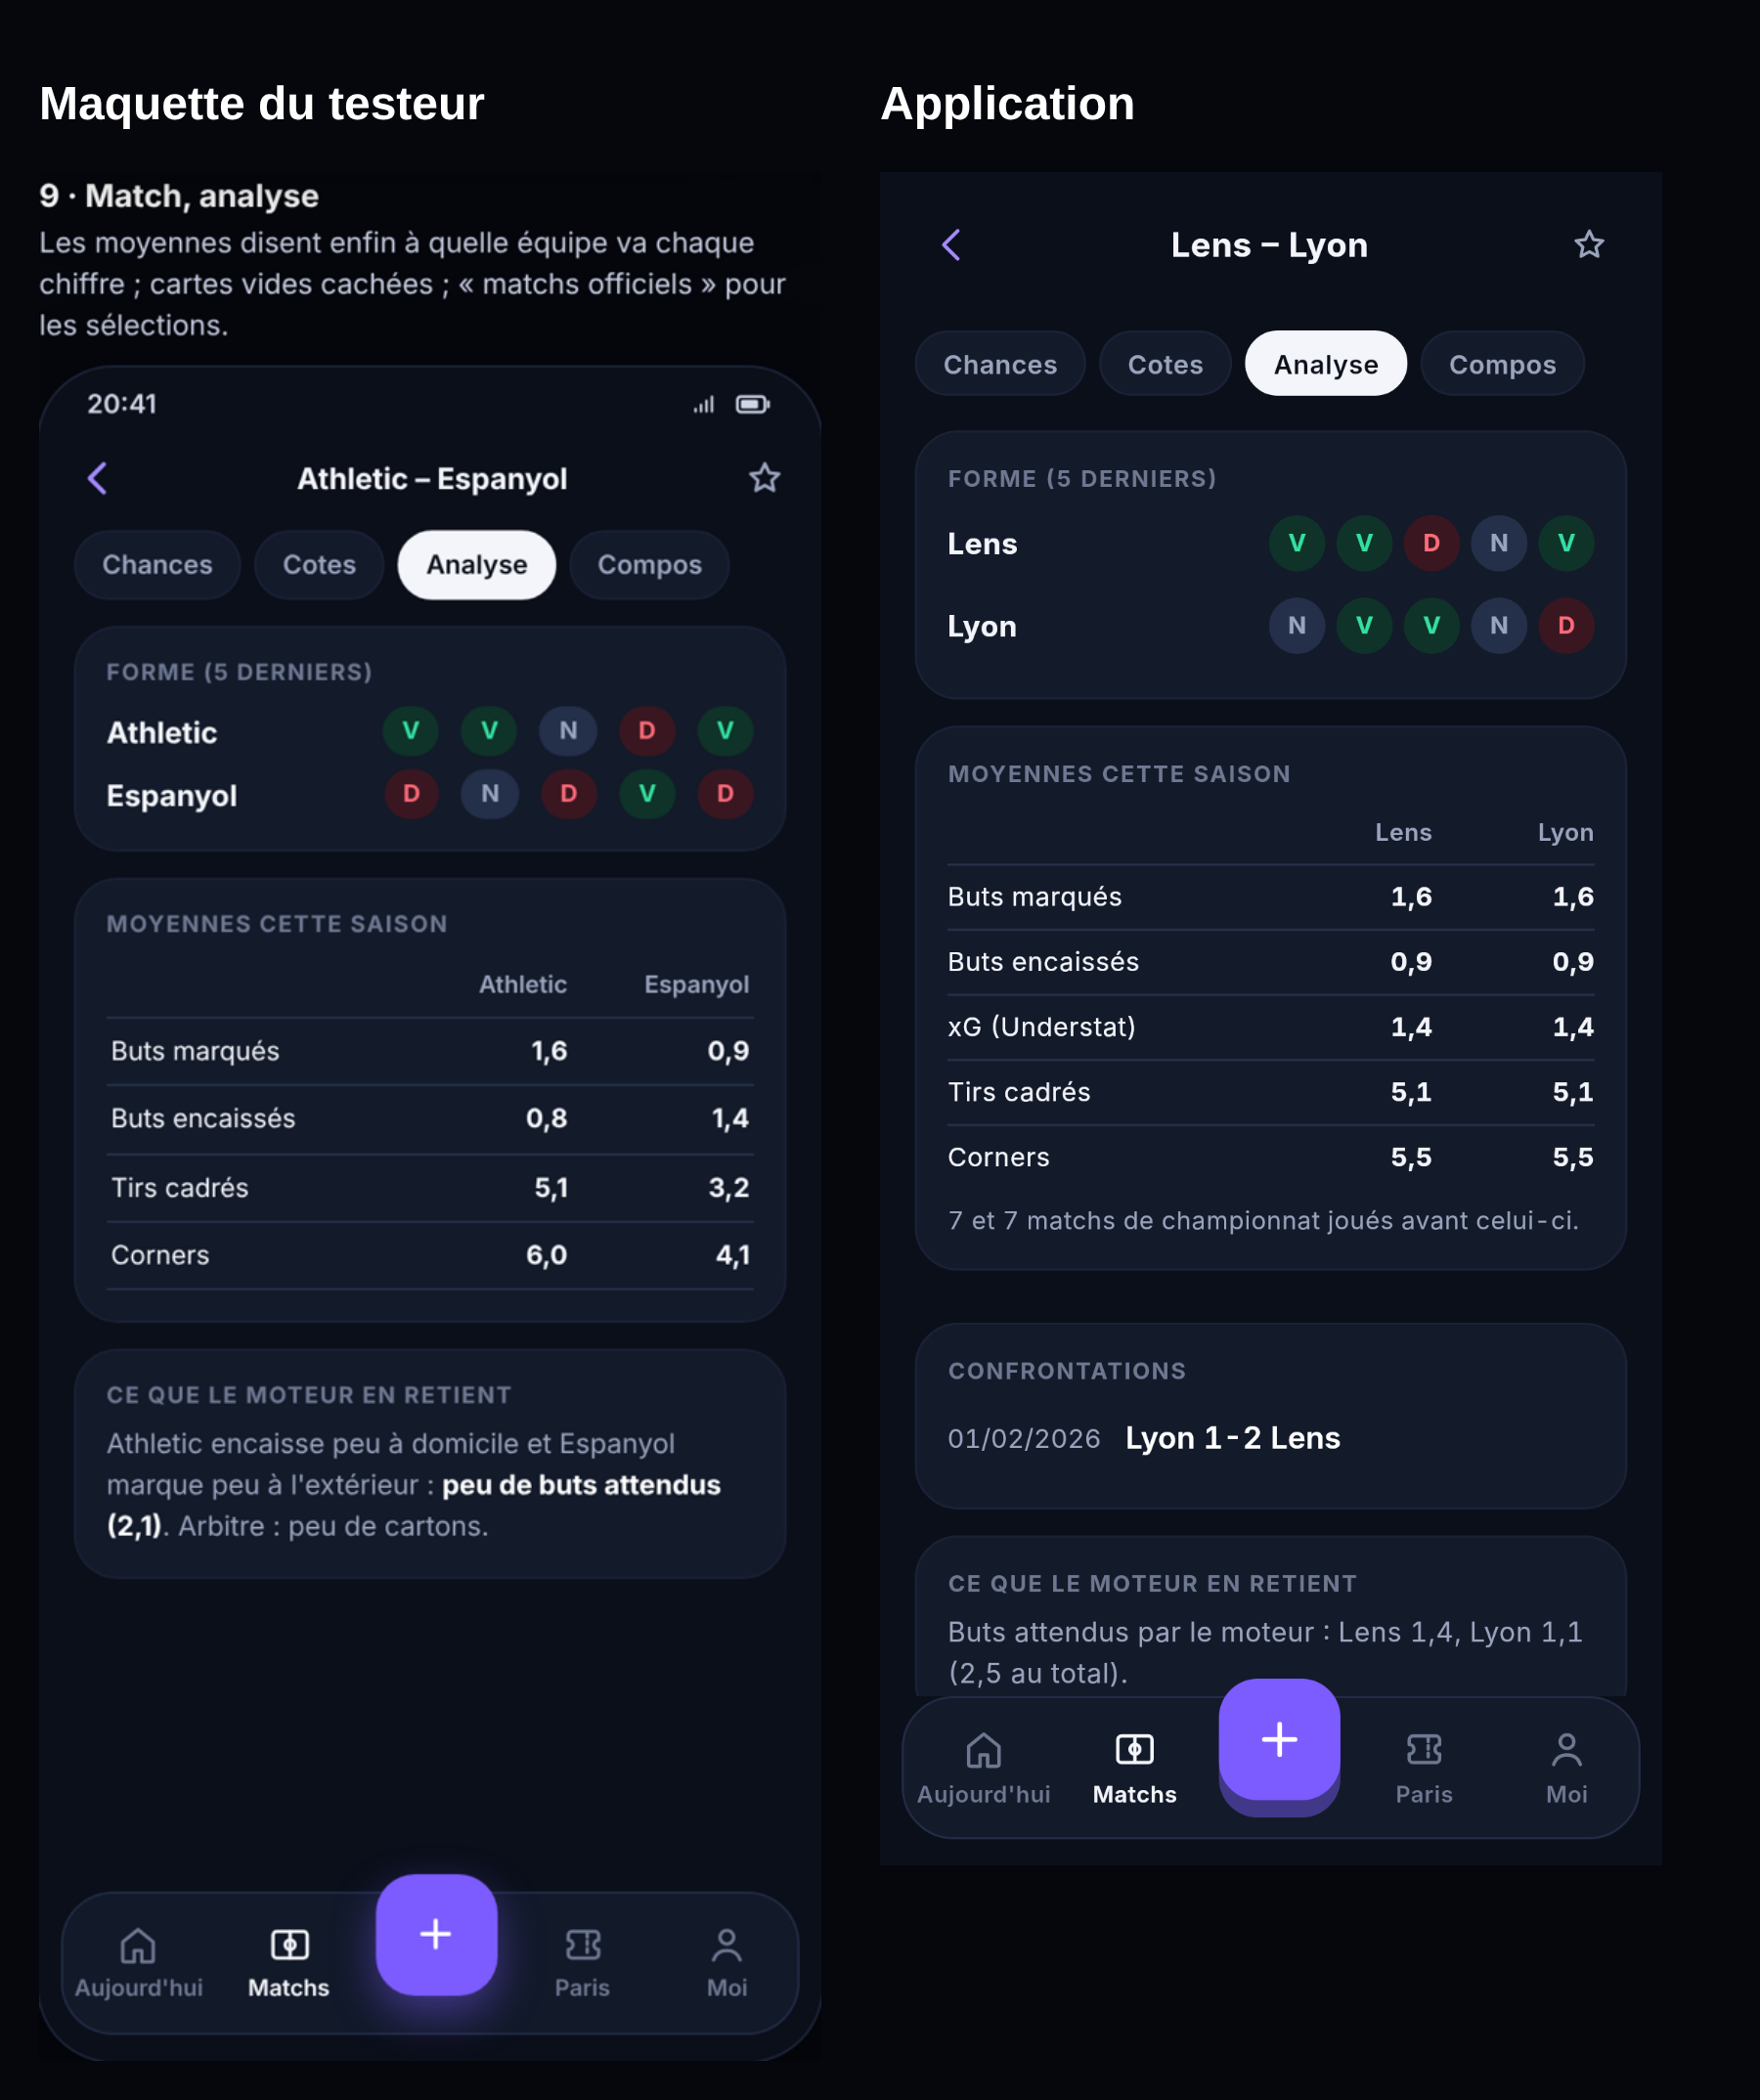 Maquette du testeur
9 · Match, analyse
Les moyennes disent enfin à quelle équipe va chaque
chiffre ; cartes vides cachées ; « matchs officiels » pour
les sélections.
20:41
Athletic – Espanyol
Chances Cotes Analyse Compos
FORME (5 DERNIERS)
Athletic V V N D V
Espanyol D N D V D
MOYENNES CETTE SAISON
Athletic Espanyol
Buts marqués 1,6 0,9
Buts encaissés 0,8 1,4
Tirs cadrés 5,1 3,2
Corners 6,0 4,1
CE QUE LE MOTEUR EN RETIENT
Athletic encaisse peu à domicile et Espanyol
marque peu à l'extérieur : peu de buts attendus
(2,1). Arbitre : peu de cartons.
Aujourd'hui Matchs + Paris Moi
Application
Lens – Lyon
Chances Cotes Analyse Compos
FORME (5 DERNIERS)
Lens V V D N V
Lyon N V V N D
MOYENNES CETTE SAISON
Lens Lyon
Buts marqués 1,6 1,6
Buts encaissés 0,9 0,9
xG (Understat) 1,4 1,4
Tirs cadrés 5,1 5,1
Corners 5,5 5,5
7 et 7 matchs de championnat joués avant celui-ci.
CONFRONTATIONS
01/02/2026 Lyon 1-2 Lens
CE QUE LE MOTEUR EN RETIENT
Buts attendus par le moteur : Lens 1,4, Lyon 1,1
(2,5 au total).
Aujourd'hui Matchs + Paris Moi